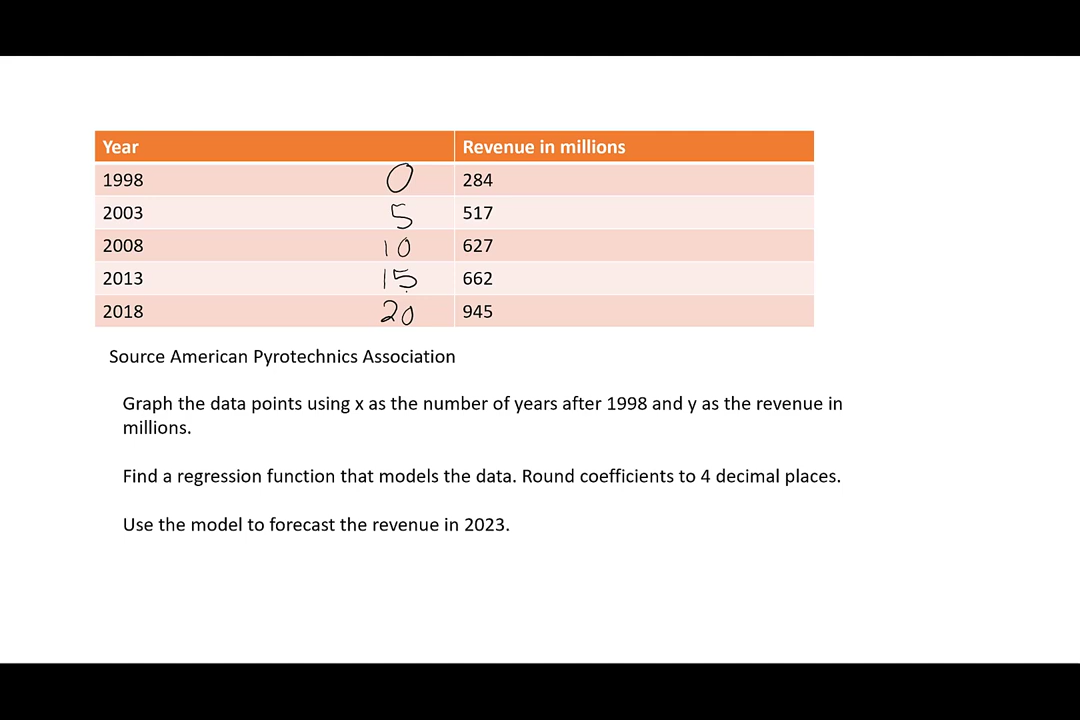 Year Revenue in millions
1998 0 284
2003 5 517
2008 10 627
2013 15 662
2018 20 945
Source American Pyrotechnics Association
Graph the data points using x as the number of years after 1998 and y as the revenue in
millions.
Find a regression function that models the data. Round coefficients to 4 decimal places.
Use the model to forecast the revenue in 2023.